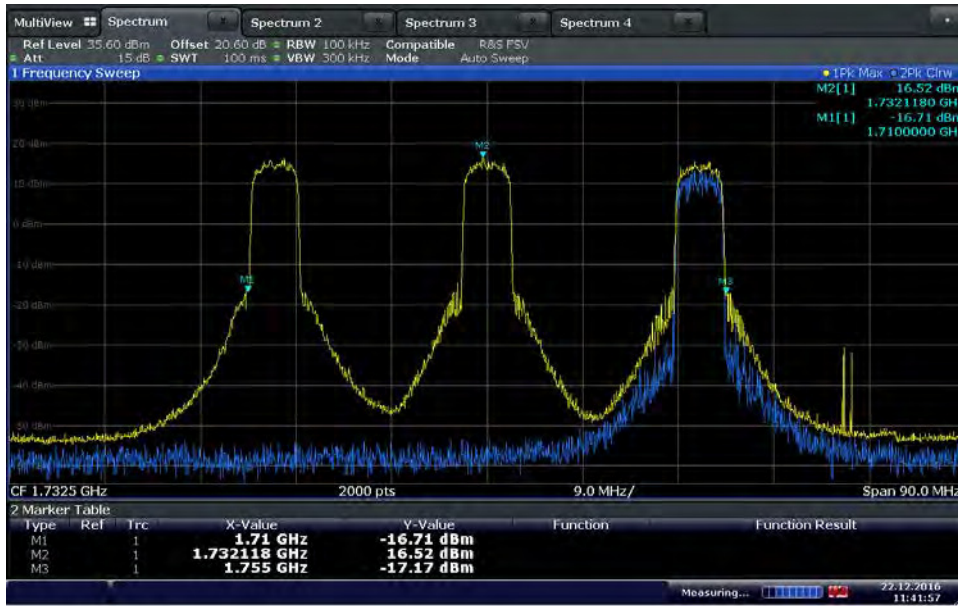 MultiView Spectrum Spectrum 2 Spectrum 3 Spectrum 4
Ref Level 35.60 dBm Offset 20.60 dB RBW 100 kHz Compatible R&S FSV
Att 15 dB SWT 100 ms VBW 300 kHz Mode Auto Sweep
1 Frequency Sweep 1Pk Max 2Pk Clrw
M2[1] 16.52 dBm
1.7321180 GH
M1[1] -16.71 dBm
1.7100000 GH
20 dBm
M2
10 dBm
0 dBm
-10 dBm
M1
M3
-20 dBm
-30 dBm
-40 dBm
-50 dBm
CF 1.7325 GHz 2000 pts 9.0 MHz/ Span 90.0 MHz
2 Marker Table
Type Ref Trc X-Value Y-Value Function Function Result
M1 1 1.71 GHz -16.71 dBm
M2 1 1.732118 GHz 16.52 dBm
M3 1 1.755 GHz -17.17 dBm
Measuring... 22.12.2016
11:41:57